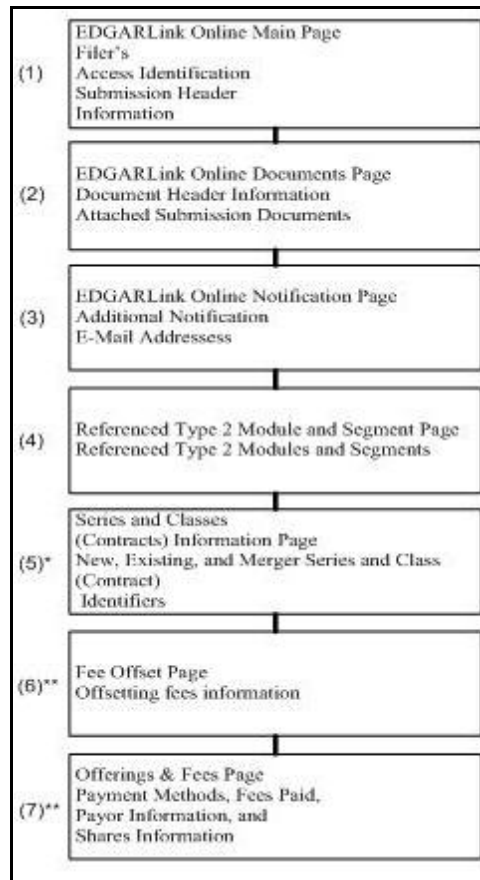 (1)
EDGARLink Online Main Page
Filer's
Access Identification
Submission Header
Information
(2)
EDGARLink Online Documents Page
Document Header Information
Attached Submission Documents
(3)
EDGARLink Online Notification Page
Additional Notification
E-Mail Addressess
(4)
Referenced Type 2 Module and Segment Page
Referenced Type 2 Modules and Segments
(5)*
Series and Classes
(Contracts) Information Page
New, Existing, and Merger Series and Class
(Contract)
Identifiers
(6)**
Fee Offset Page
Offsetting fees information
(7)**
Offerings & Fees Page
Payment Methods, Fees Paid,
Payor Information, and
Shares Information